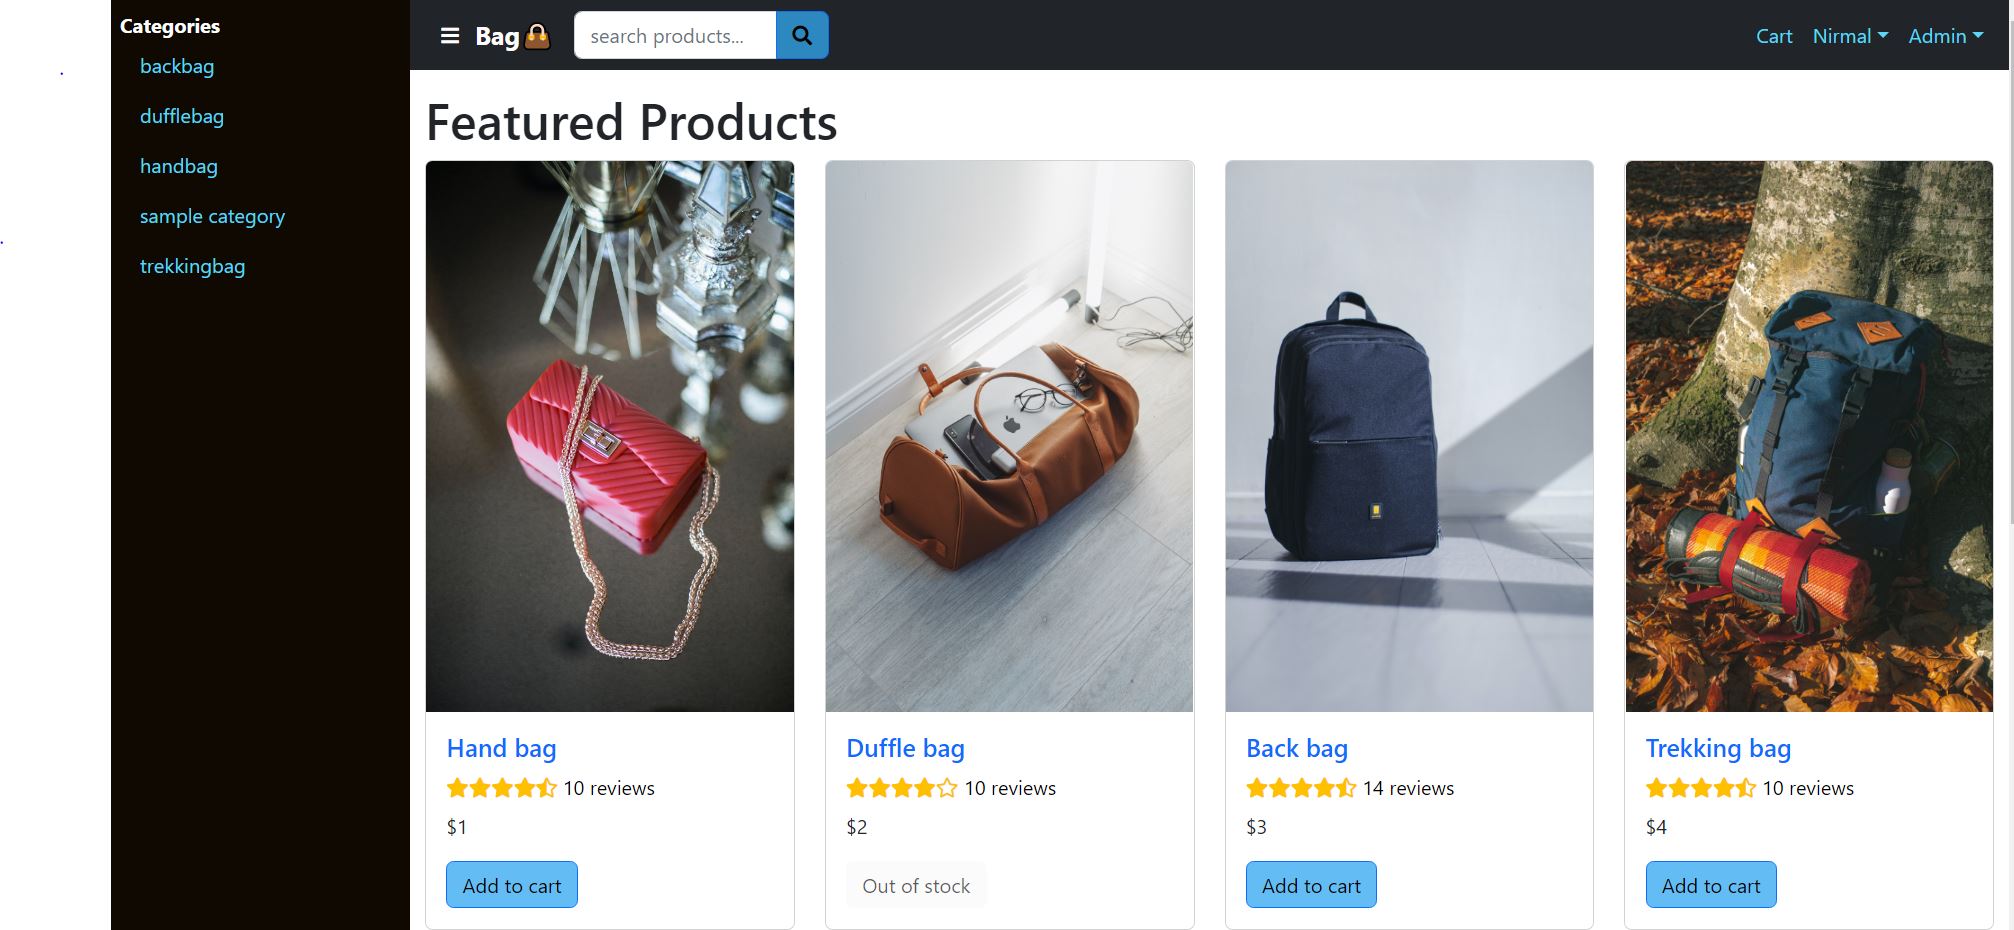 Categories
backbag
dufflebag
handbag
sample category
trekkingbag
Bag
search products...
Cart
Nirmal
Admin
Featured Products
Hand bag
10 reviews
$1
Add to cart
Duffle bag
10 reviews
$2
Out of stock
Back bag
14 reviews
$3
Add to cart
Trekking bag
10 reviews
$4
Add to cart